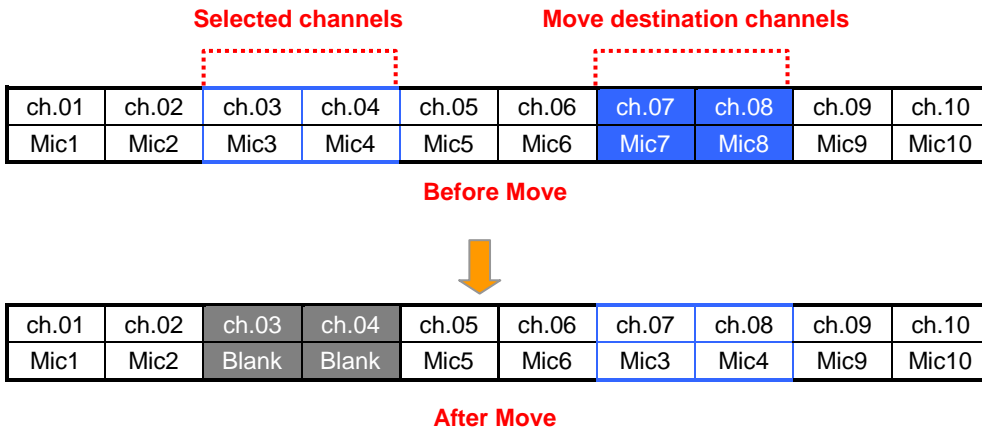 Selected channels Move destination channels
ch.01 ch.02 ch.03 ch.04 ch.05 ch.06 ch.07 ch.08 ch.09 ch.10
Mic1 Mic2 Mic3 Mic4 Mic5 Mic6 Mic7 Mic8 Mic9 Mic10
Before Move
ch.01 ch.02 ch.03 ch.04 ch.05 ch.06 ch.07 ch.08 ch.09 ch.10
Mic1 Mic2 Blank Blank Mic5 Mic6 Mic3 Mic4 Mic9 Mic10
After Move